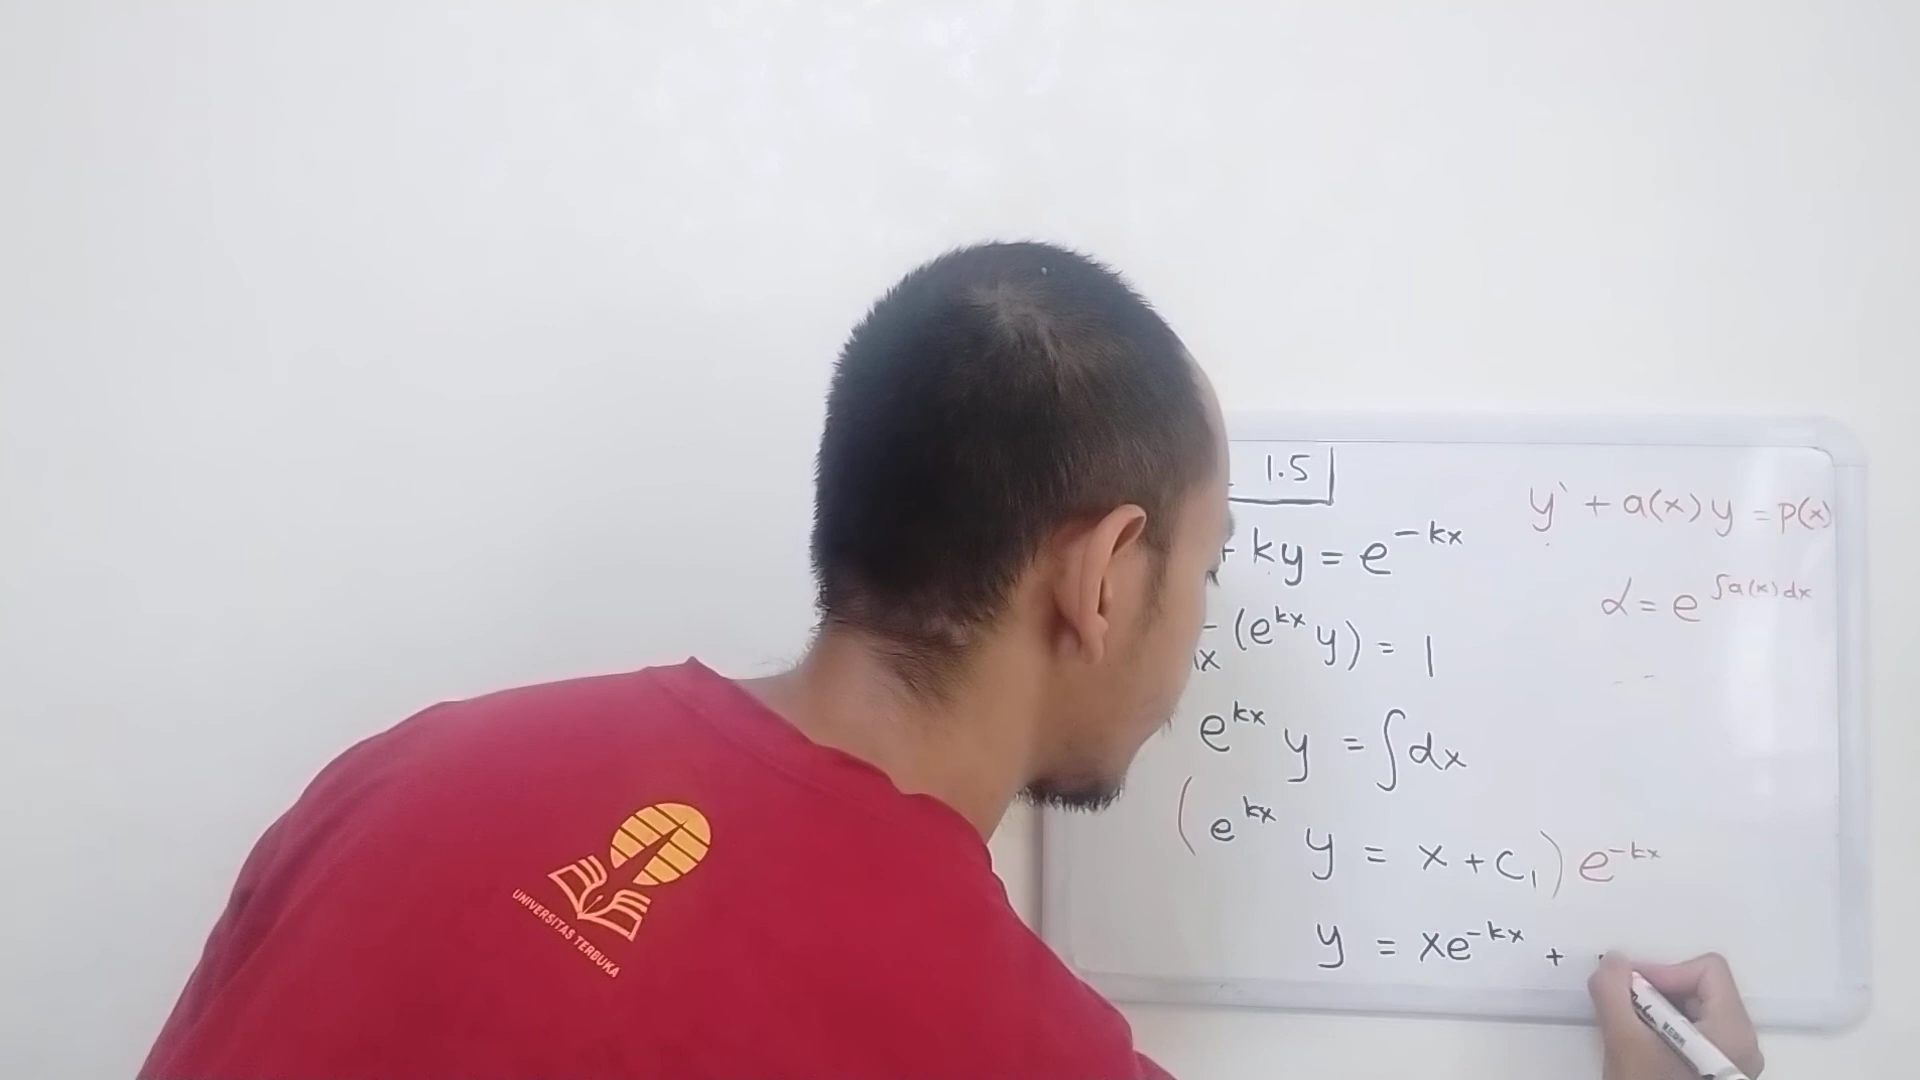 1.5
+ ky = e^{-kx}
(e^{kx} y) = 1
e^{kx} y = ∫dx
(e^{kx} y = x + c₁) e^{-kx}
y = xe^{-kx} +
y` + a(x) y = p(x)
α = e^{∫a(x)dx}
UNIVERSITAS TERBUKA